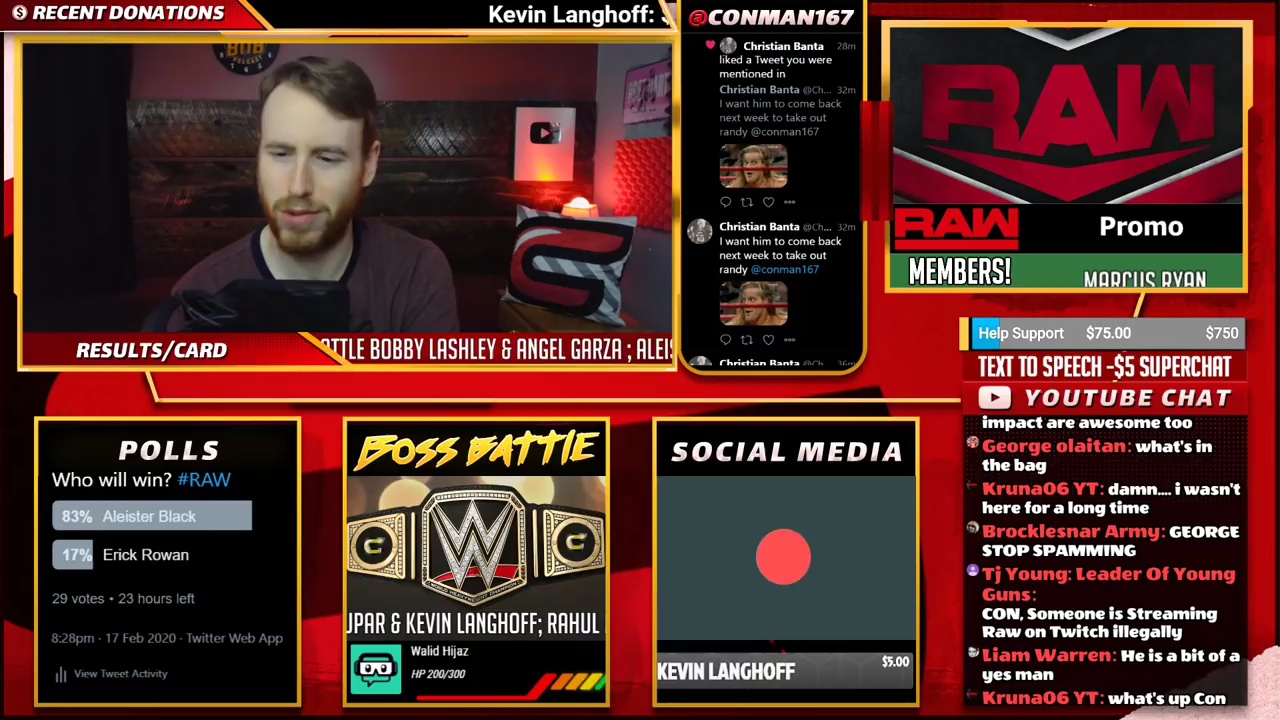 RECENT DONATIONS
Kevin Langhoff:
@CONMAN167
Christian Banta 28m
liked a Tweet you were
mentioned in
Christian Banta @Ch... 32m
I want him to come back
next week to take out
randy @conman167
Christian Banta @Ch... 32m
I want him to come back
next week to take out
randy @conman167
Christian Banta @Ch... 36m
RAW
RAW
Promo
MEMBERS!
MARCUS RYAN
RESULTS/CARD
TTLE BOBBY LASHLEY & ANGEL GARZA ; ALEIS
Help Support $75.00 $750
TEXT TO SPEECH -$5 SUPERCHAT
YOUTUBE CHAT
impact are awesome too
George olaitan: what's in
the bag
Kruna06 YT: damn.... i wasn't
here for a long time
Brocklesnar Army: GEORGE
STOP SPAMMING
Tj Young: Leader Of Young
Guns:
CON, Someone is Streaming
Raw on Twitch illegally
Liam Warren: He is a bit of a
yes man
Kruna06 YT: what's up Con
POLLS
Who will win? #RAW
83% Aleister Black
17% Erick Rowan
29 votes • 23 hours left
8:28pm · 17 Feb 2020 · Twitter Web App
View Tweet Activity
BOSS BATTLE
W
C
C
UPAR & KEVIN LANGHOFF; RAHUL
Walid Hijaz
HP 200/300
SOCIAL MEDIA
KEVIN LANGHOFF $5.00